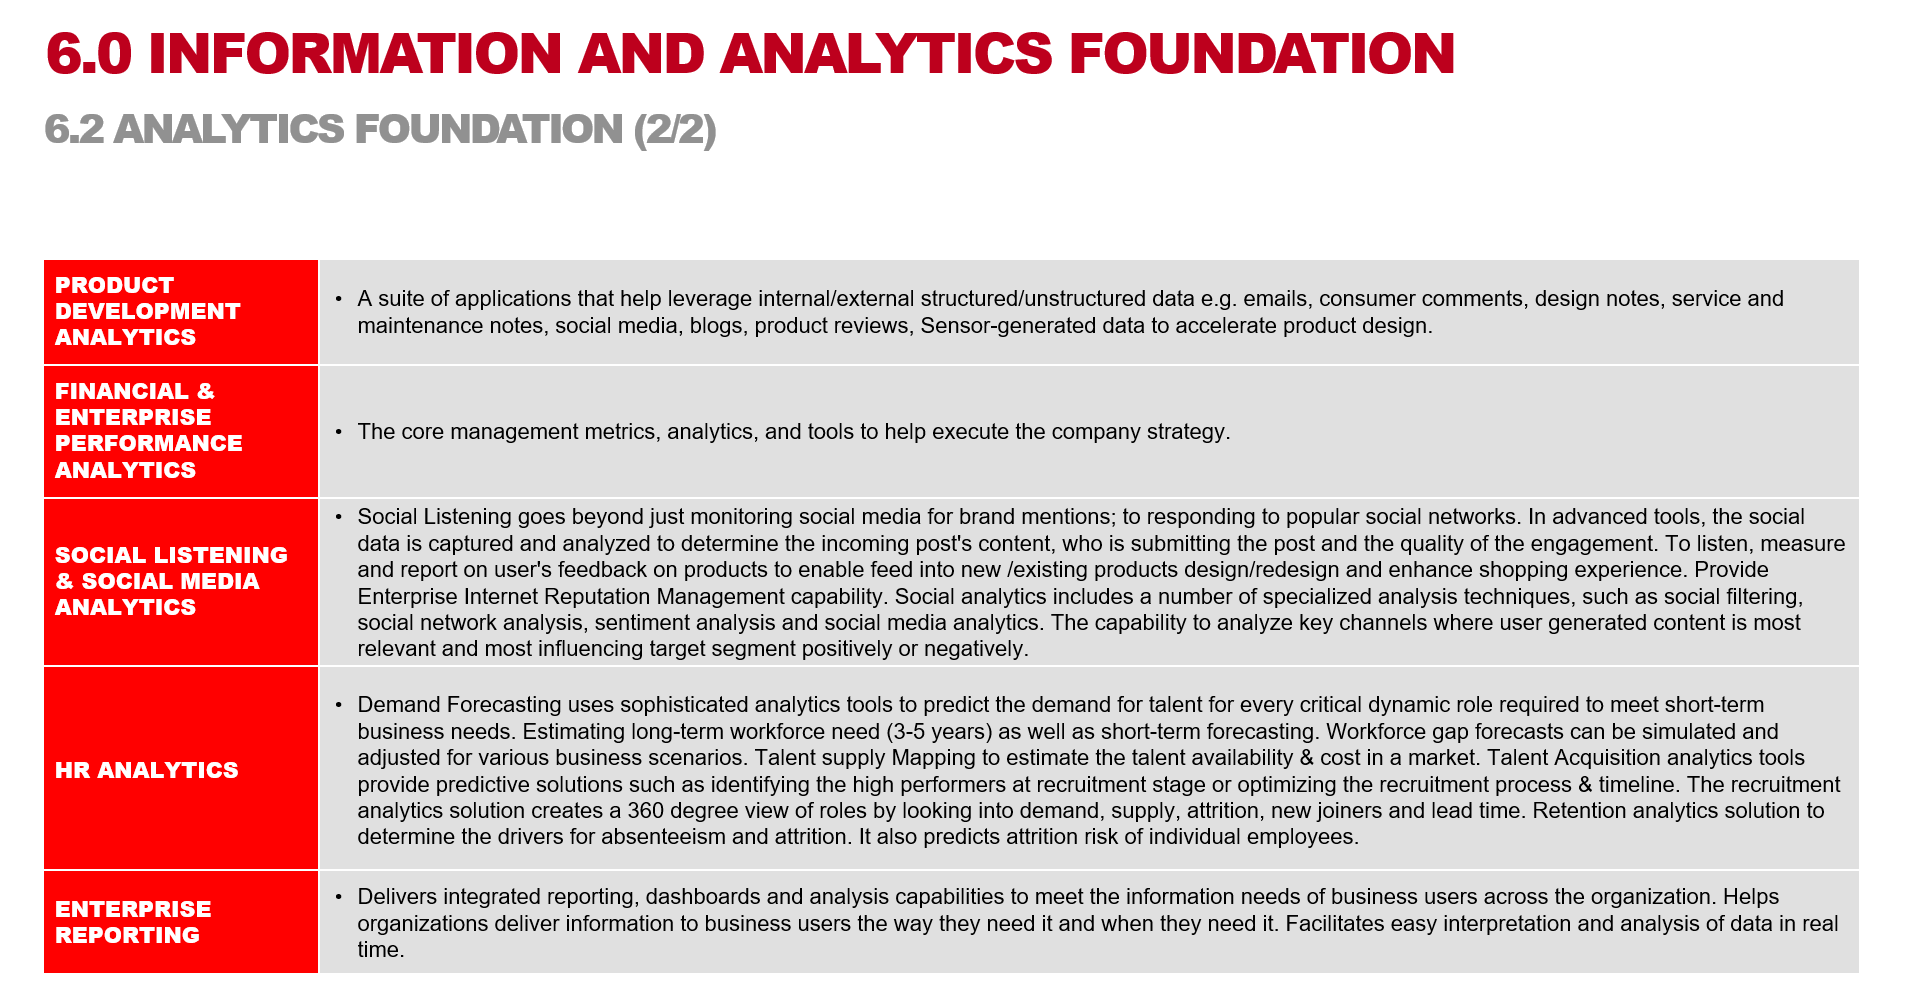 6.0 INFORMATION AND ANALYTICS FOUNDATION
6.2 ANALYTICS FOUNDATION (2/2)
PRODUCT
DEVELOPMENT
ANALYTICS
• A suite of applications that help leverage internal/external structured/unstructured data e.g. emails, consumer comments, design notes, service and
maintenance notes, social media, blogs, product reviews, Sensor-generated data to accelerate product design.
FINANCIAL &
ENTERPRISE
PERFORMANCE
ANALYTICS
• The core management metrics, analytics, and tools to help execute the company strategy.
SOCIAL LISTENING
& SOCIAL MEDIA
ANALYTICS
• Social Listening goes beyond just monitoring social media for brand mentions; to responding to popular social networks. In advanced tools, the social
data is captured and analyzed to determine the incoming post's content, who is submitting the post and the quality of the engagement. To listen, measure
and report on user's feedback on products to enable feed into new /existing products design/redesign and enhance shopping experience. Provide
Enterprise Internet Reputation Management capability. Social analytics includes a number of specialized analysis techniques, such as social filtering,
social network analysis, sentiment analysis and social media analytics. The capability to analyze key channels where user generated content is most
relevant and most influencing target segment positively or negatively.
HR ANALYTICS
• Demand Forecasting uses sophisticated analytics tools to predict the demand for talent for every critical dynamic role required to meet short-term
business needs. Estimating long-term workforce need (3-5 years) as well as short-term forecasting. Workforce gap forecasts can be simulated and
adjusted for various business scenarios. Talent supply Mapping to estimate the talent availability & cost in a market. Talent Acquisition analytics tools
provide predictive solutions such as identifying the high performers at recruitment stage or optimizing the recruitment process & timeline. The recruitment
analytics solution creates a 360 degree view of roles by looking into demand, supply, attrition, new joiners and lead time. Retention analytics solution to
determine the drivers for absenteeism and attrition. It also predicts attrition risk of individual employees.
ENTERPRISE
REPORTING
• Delivers integrated reporting, dashboards and analysis capabilities to meet the information needs of business users across the organization. Helps
organizations deliver information to business users the way they need it and when they need it. Facilitates easy interpretation and analysis of data in real
time.